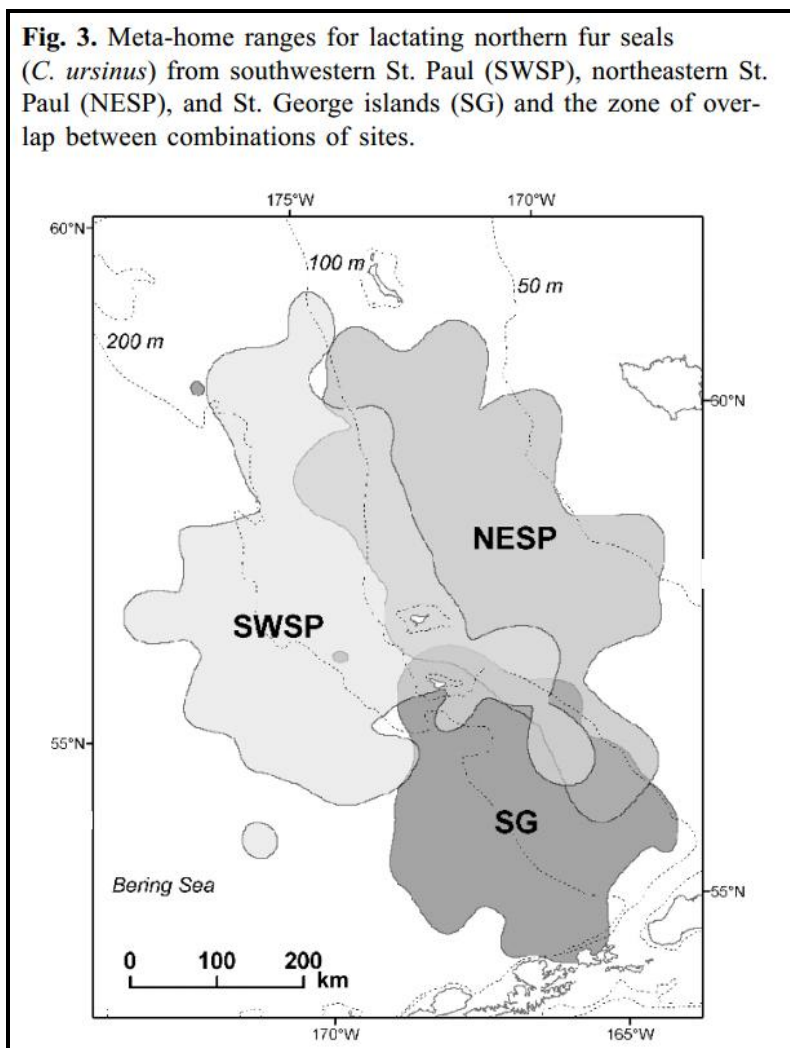 Fig. 3. Meta-home ranges for lactating northern fur seals
(C. ursinus) from southwestern St. Paul (SWSP), northeastern St.
Paul (NESP), and St. George islands (SG) and the zone of over-
lap between combinations of sites.
175°W 170°W
60°N
100 m
50 m
200 m
60°N
NESP
SWSP
55°N
SG
Bering Sea
55°N
0 100 200
km
170°W 165°W